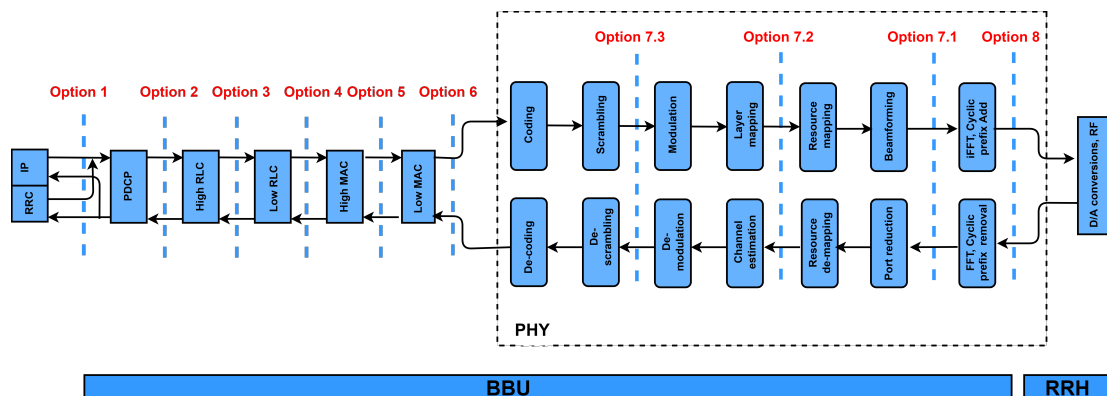 Option 7.3
Option 7.2
Option 7.1
Option 8
Option 1
Option 2
Option 3
Option 4
Option 5
Option 6
Coding
Scrambling
Modulation
Layer
mapping
Resource
mapping
Beamforming
iFFT, Cyclic
prefix Add
IP
RRC
PDCP
High RLC
Low RLC
High MAC
Low MAC
D/A conversions, RF
De-coding
De-
scrambling
De-
modulation
Channel
estimation
Resource
de-mapping
Port reduction
FFT, Cyclic
prefix removal
PHY
BBU
RRH